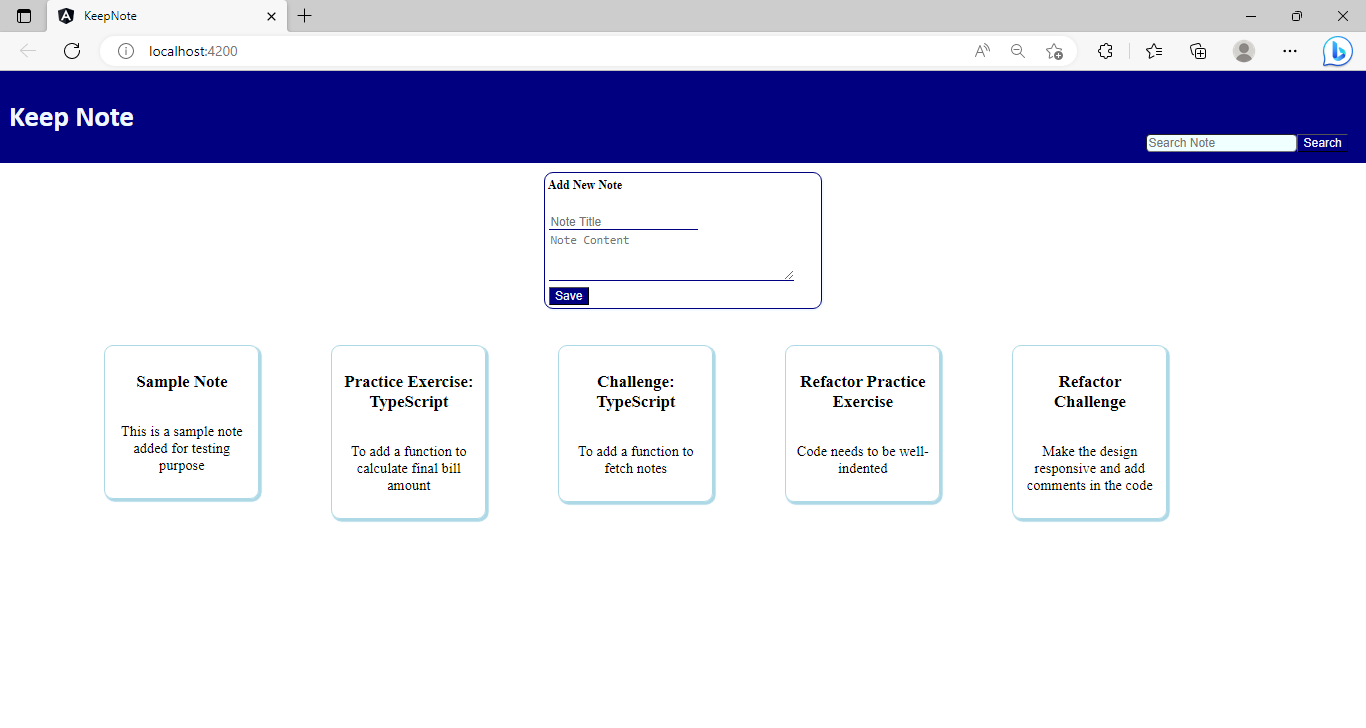 KeepNote
localhost:4200
Keep Note
Search Note
Search
Add New Note
Note Title
Note Content
Save
Sample Note
This is a sample note
added for testing
purpose
Practice Exercise:
TypeScript
To add a function to
calculate final bill
amount
Challenge:
TypeScript
To add a function to
fetch notes
Refactor Practice
Exercise
Code needs to be well-
indented
Refactor
Challenge
Make the design
responsive and add
comments in the code